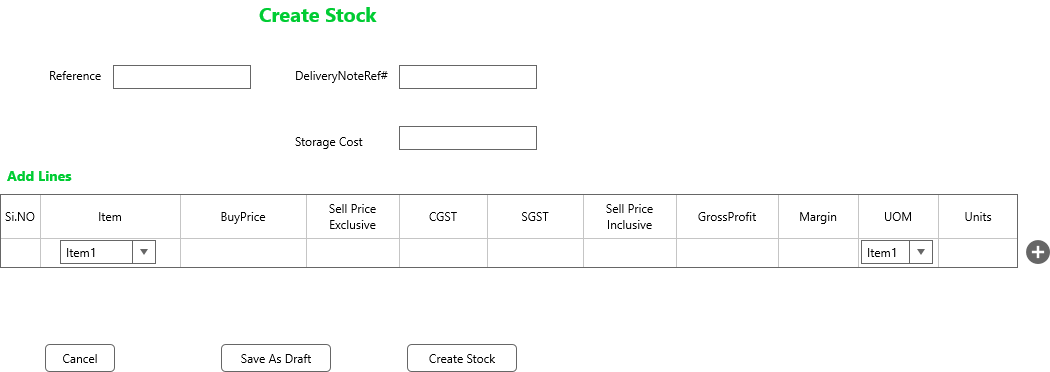 Create Stock
Reference
DeliveryNoteRef#
Storage Cost
Add Lines
Si.NO Item BuyPrice Sell Price Exclusive CGST SGST Sell Price Inclusive GrossProfit Margin UOM Units
Item1 Item1
Cancel Save As Draft Create Stock